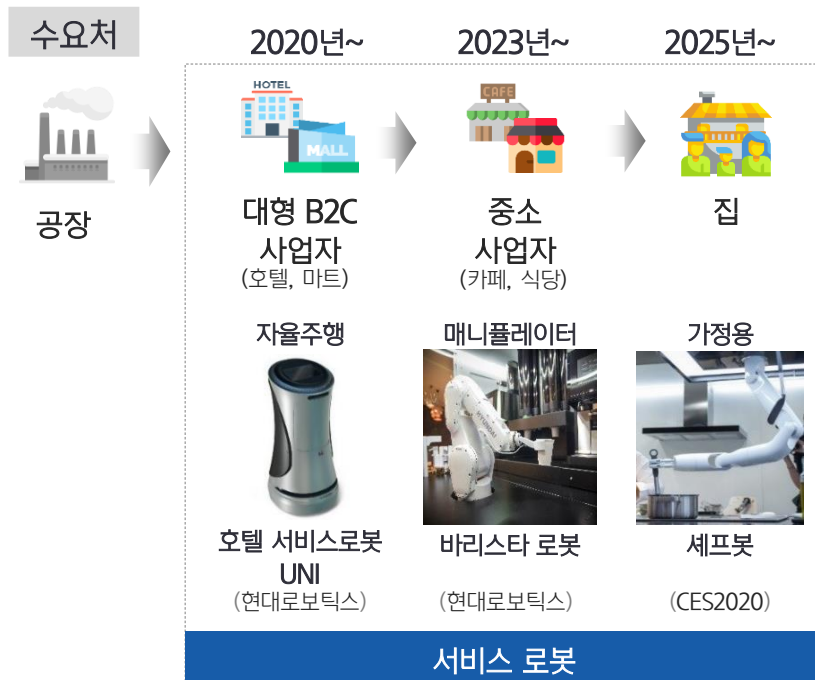 수요처
2020년~
2023년~
2025년~
HOTEL
MALL
CAFE
공장
대형 B2C
사업자
(호텔, 마트)
중소
사업자
(카페, 식당)
집
자율주행
매니퓰레이터
가정용
HYUNDAI
호텔 서비스로봇
UNI
(현대로보틱스)
바리스타 로봇
(현대로보틱스)
셰프봇
(CES2020)
서비스 로봇